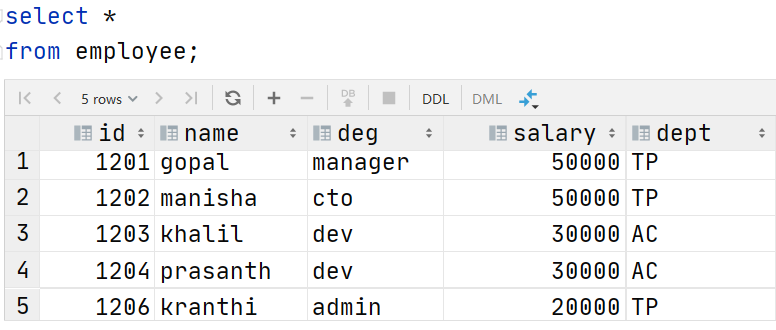 select *
from employee;
5 rows DB DDL DML
id name deg salary dept
1 1201 gopal manager 50000 TP
2 1202 manisha cto 50000 TP
3 1203 khalil dev 30000 AC
4 1204 prasanth dev 30000 AC
5 1206 kranthi admin 20000 TP